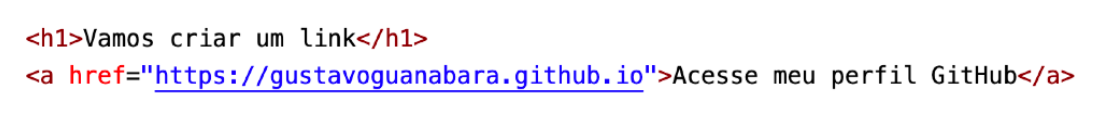 <h1>Vamos criar um link</h1>
<a href="https://gustavoguanabara.github.io">Acesse meu perfil GitHub</a>